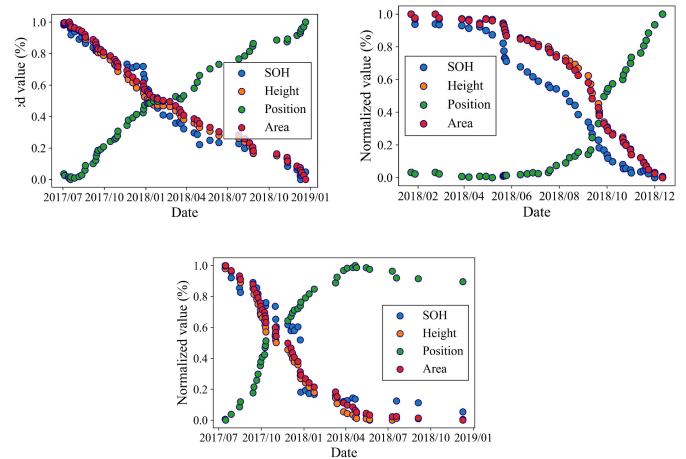 1.0
0.8
0.6
0.4
0.2
0.0
:d value (%)
SOH
Height
Position
Area
2017/07 2017/10 2018/01 2018/04 2018/07 2018/10 2019/01
Date
1.0
0.8
0.6
0.4
0.2
0.0
Normalized value (%)
SOH
Height
Position
Area
2018/02 2018/04 2018/06 2018/08 2018/10 2018/12
Date
1.0
0.8
0.6
0.4
0.2
0.0
Normalized value (%)
SOH
Height
Position
Area
2017/07 2017/10 2018/01 2018/04 2018/07 2018/10 2019/01
Date